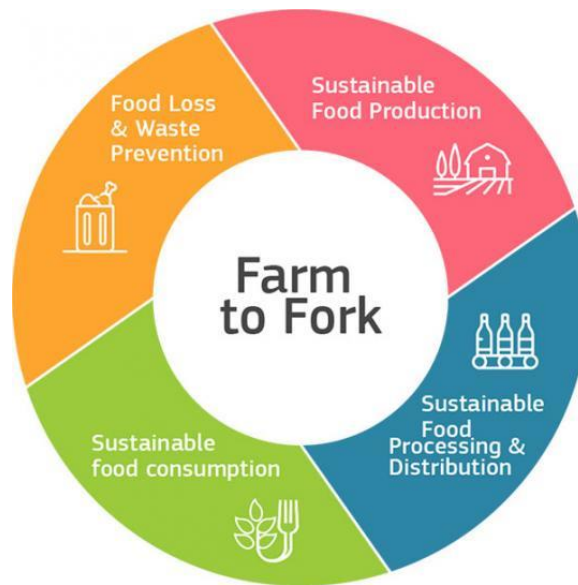 Food Loss
& Waste
Prevention
Sustainable
Food Production
Farm
to Fork
Sustainable
Food
Processing &
Distribution
Sustainable
food consumption